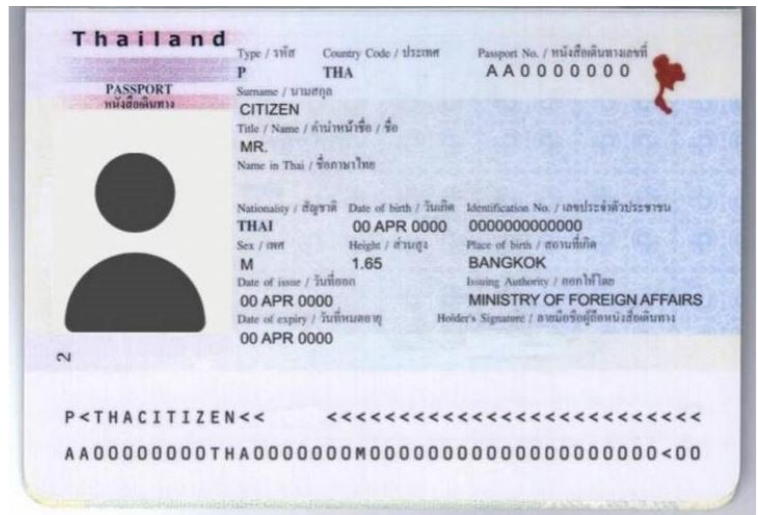 Thailand
Type / รหัส Country Code / ประเทศ Passport No. / หนังสือเดินทางเลขที่
P THA AA0000000
PASSPORT
หนังสือเดินทาง
Surname / นามสกุล
CITIZEN
Title / Name / คำนำหน้าชื่อ / ชื่อ
MR.
Name in Thai / ชื่อภาษาไทย
Nationality / สัญชาติ Date of birth / วันเกิด Identification No. / เลขประจำตัวประชาชน
THAI 00 APR 0000 0000000000000
Sex / เพศ Height / ส่วนสูง Place of birth / สถานที่เกิด
M 1.65 BANGKOK
Date of issue / วันที่ออก Issuing Authority / ออกให้โดย
00 APR 0000 MINISTRY OF FOREIGN AFFAIRS
Date of expiry / วันที่หมดอายุ Holder's Signature / ลายมือชื่อผู้ถือหนังสือเดินทาง
00 APR 0000
2
P<THACITIZEN<< <<<<<<<<<<<<<<<<<<<<<<<<<<
AA00000000THA0000000M0000000000000000000000<00